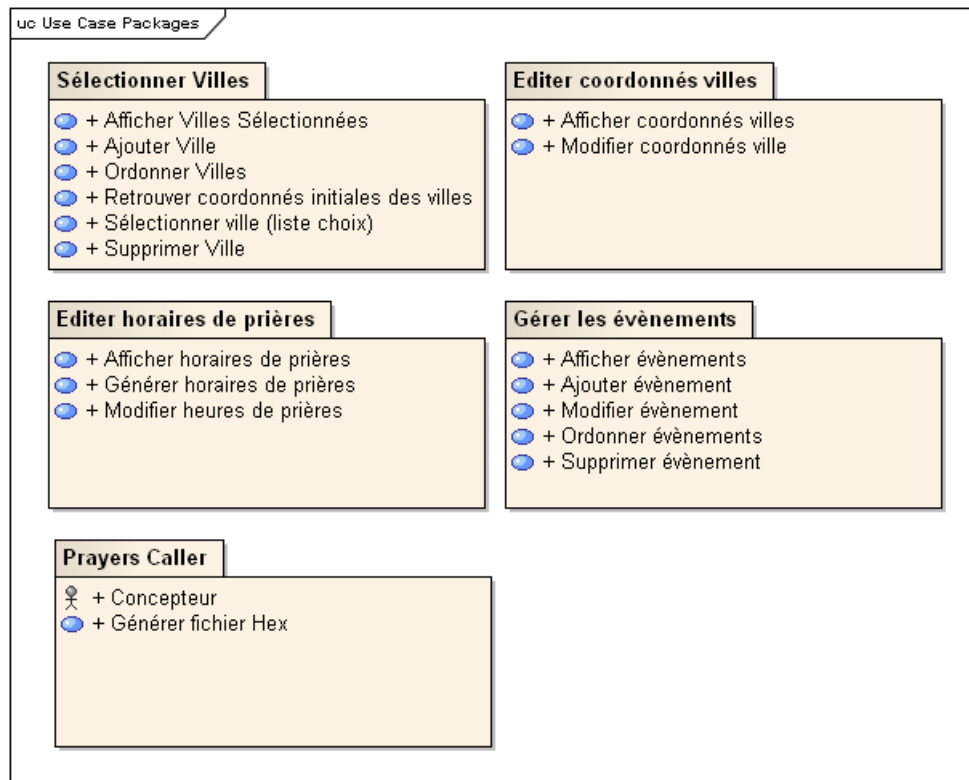 uc Use Case Packages
Sélectionner Villes
+ Afficher Villes Sélectionnées
+ Ajouter Ville
+ Ordonner Villes
+ Retrouver coordonnés initiales des villes
+ Sélectionner ville (liste choix)
+ Supprimer Ville
Editer coordonnés villes
+ Afficher coordonnés villes
+ Modifier coordonnés ville
Editer horaires de prières
+ Afficher horaires de prières
+ Générer horaires de prières
+ Modifier heures de prières
Gérer les évènements
+ Afficher évènements
+ Ajouter évènement
+ Modifier évènement
+ Ordonner évènements
+ Supprimer évènement
Prayers Caller
+ Concepteur
+ Générer fichier Hex